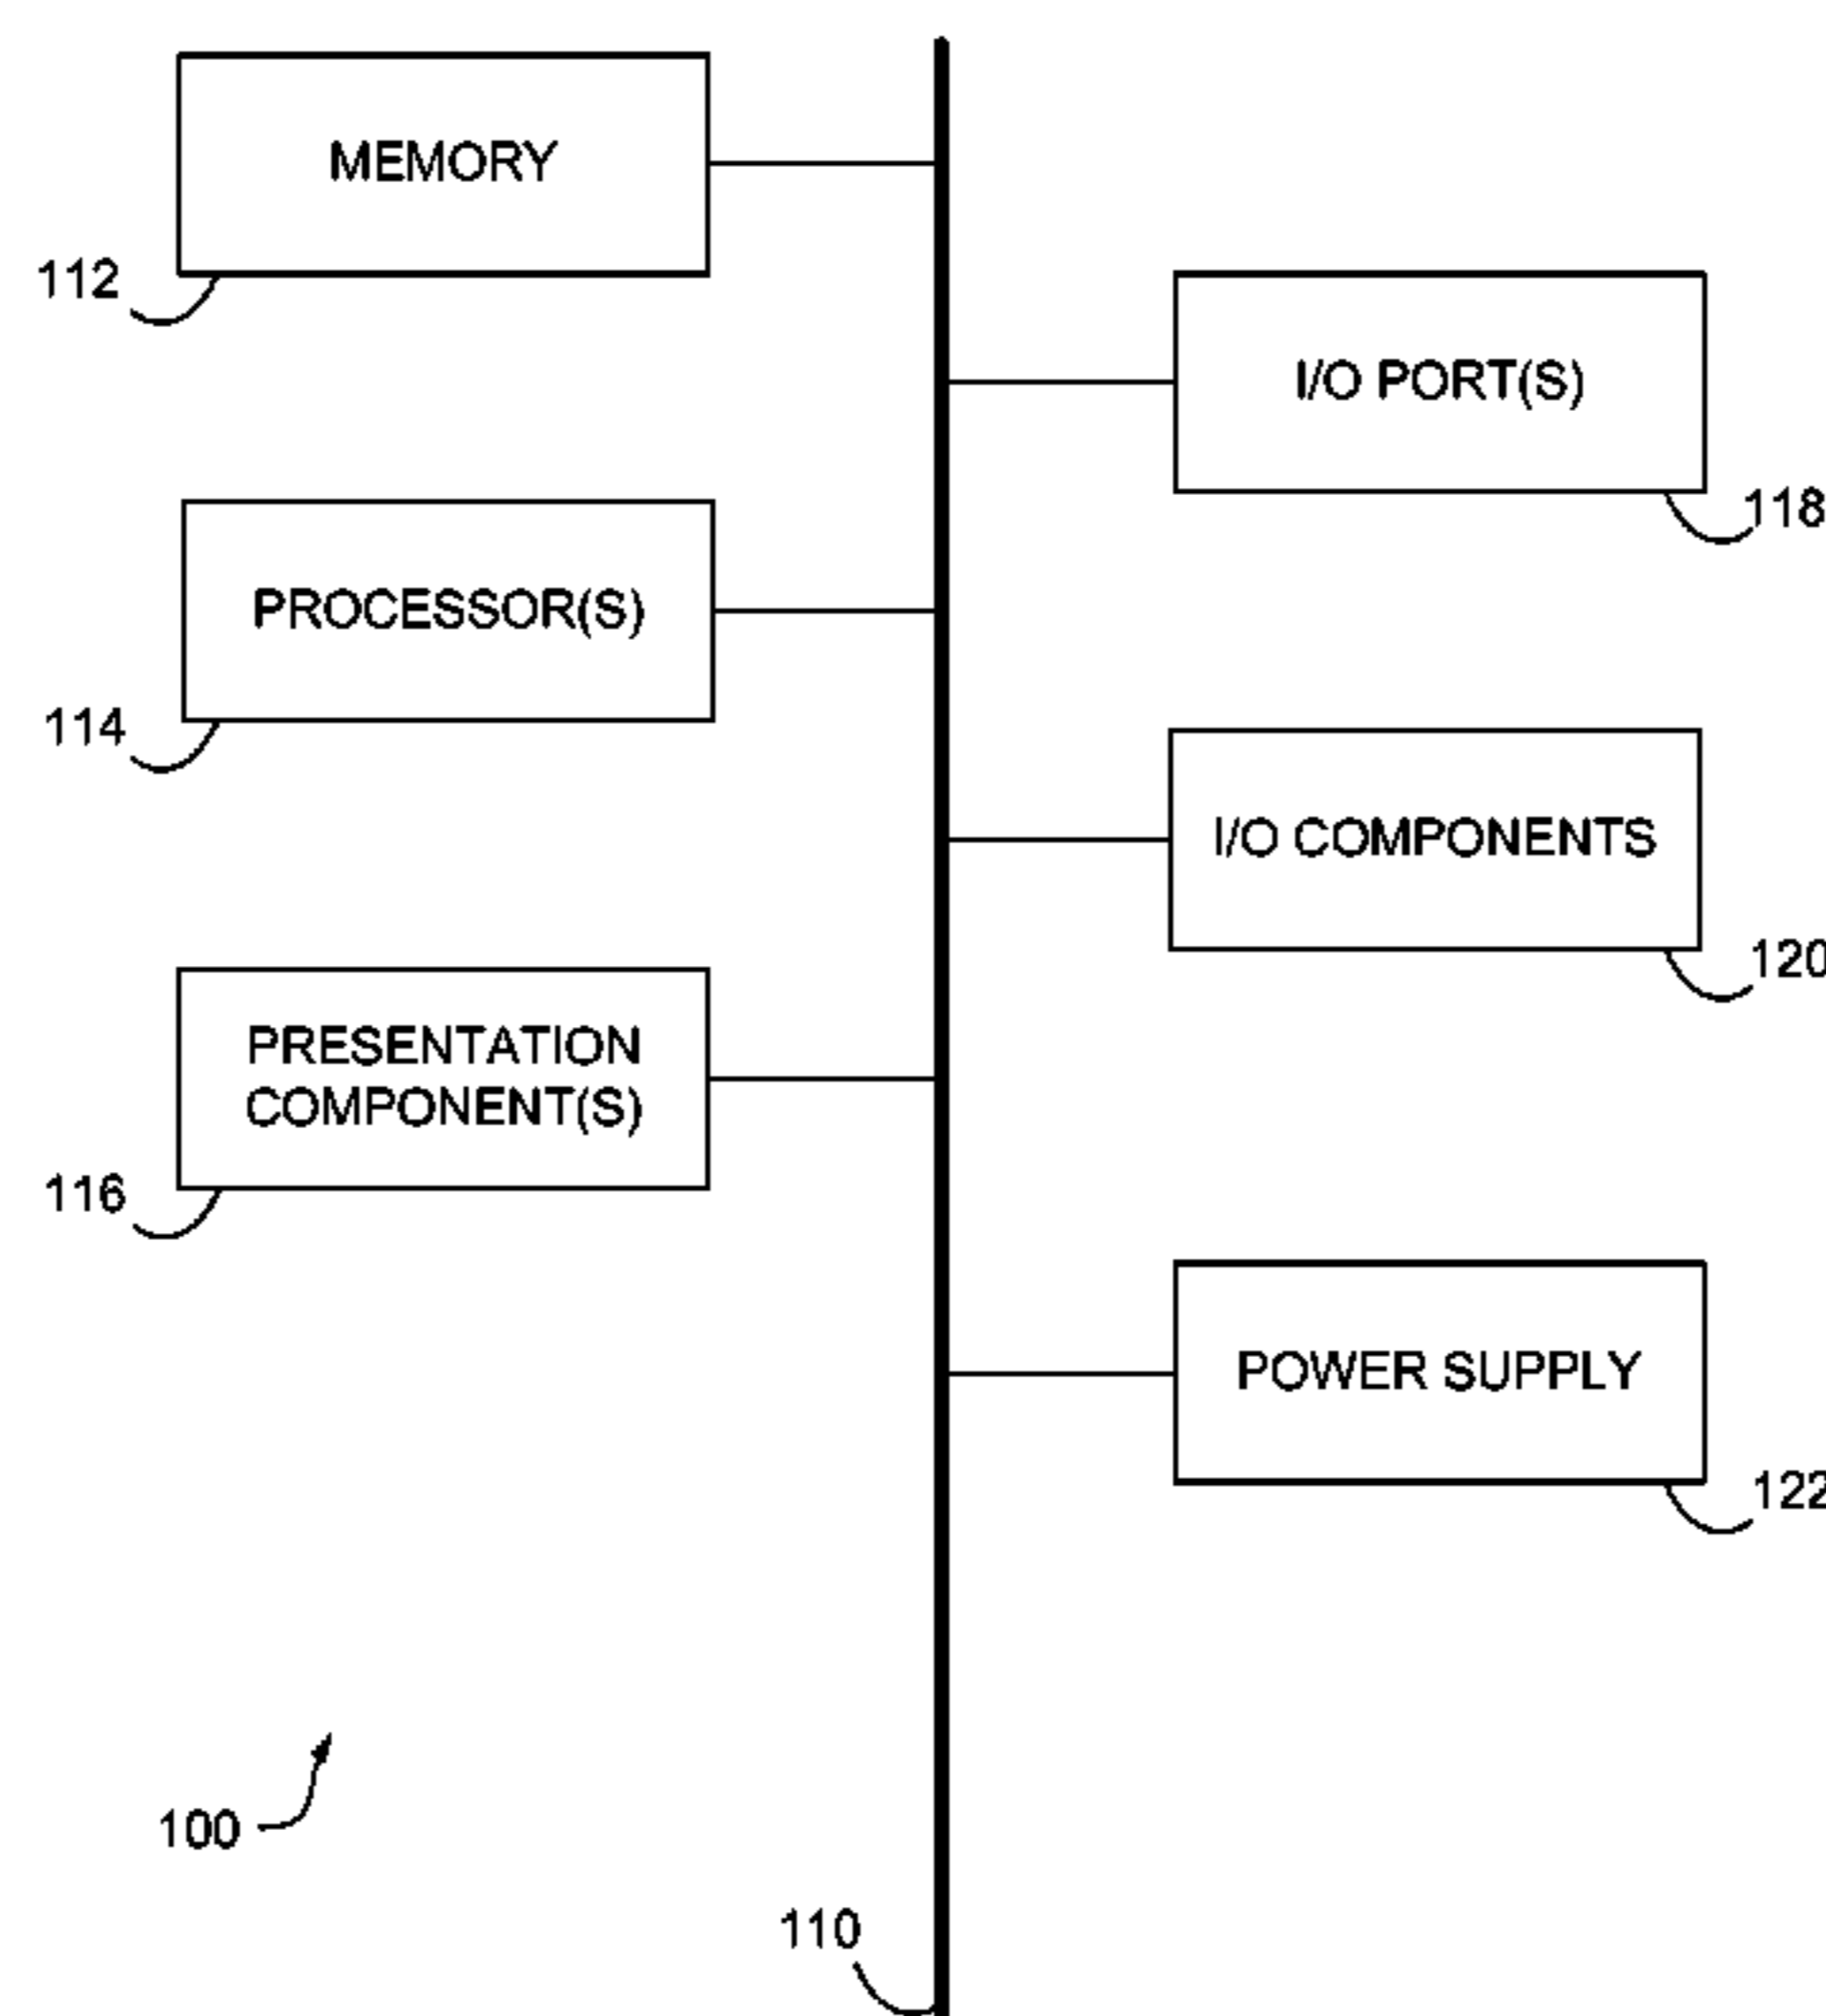 MEMORY
112
I/O PORT(S)
118
PROCESSOR(S)
114
I/O COMPONENTS
120
PRESENTATION
COMPONENT(S)
116
POWER SUPPLY
122
100
110